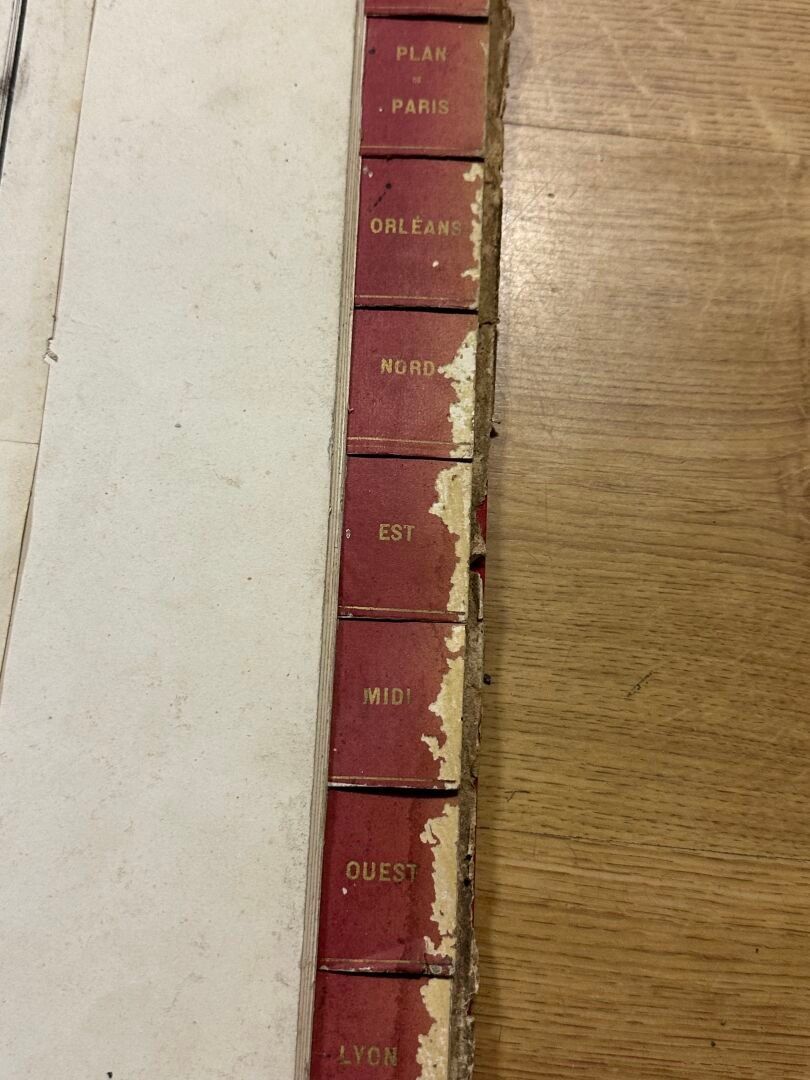 PLAN
DE
PARIS
ORLÉANS
NORD
EST
MIDI
OUEST
LYON